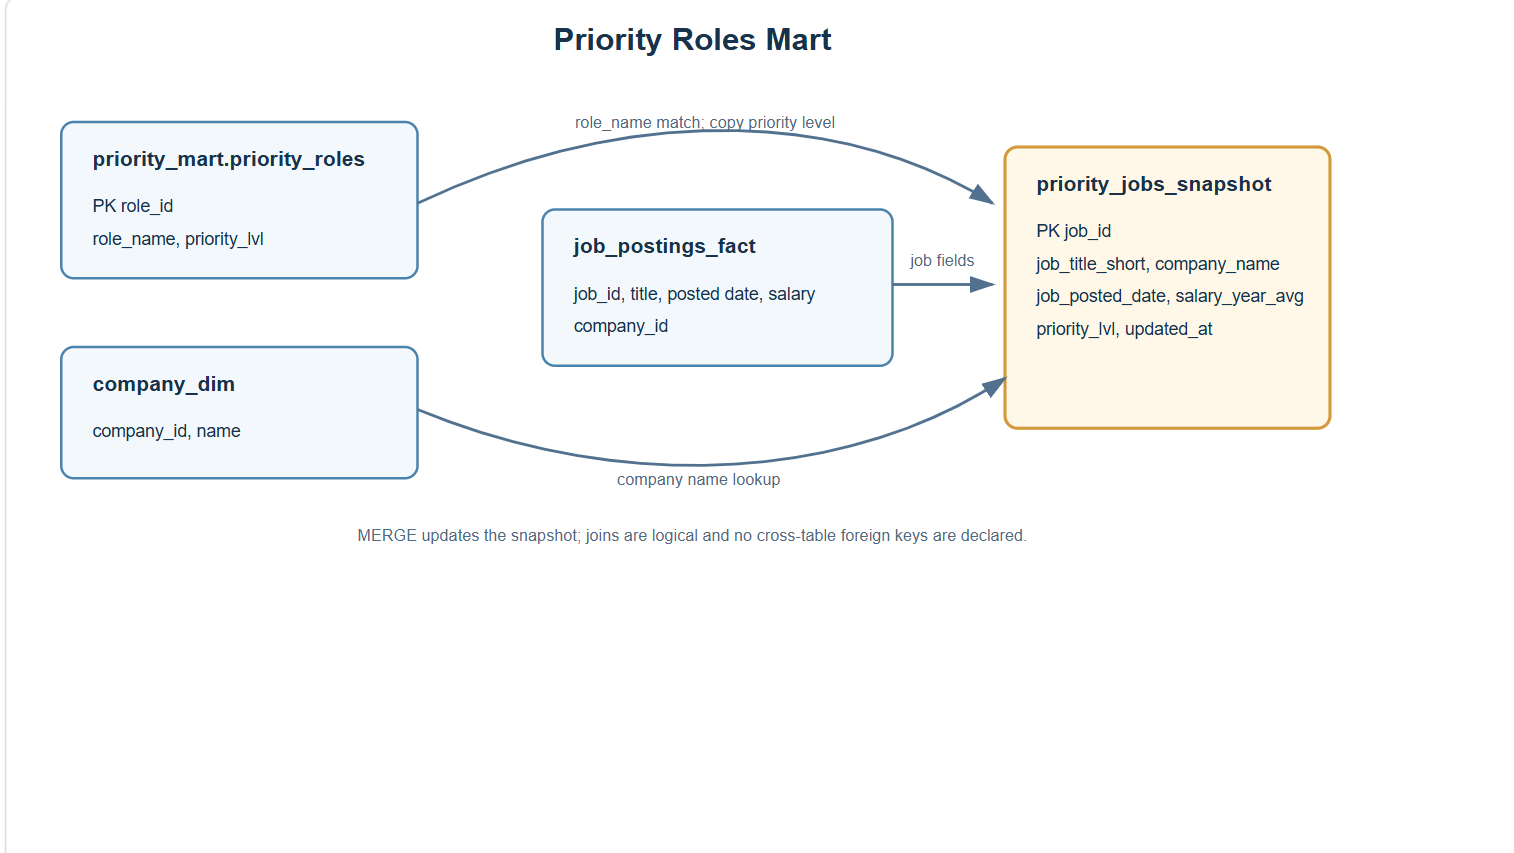 Priority Roles Mart
role_name match; copy priority level
priority_mart.priority_roles
PK role_id
role_name, priority_lvl
job_postings_fact
job_id, title, posted date, salary
company_id
job fields
priority_jobs_snapshot
PK job_id
job_title_short, company_name
job_posted_date, salary_year_avg
priority_lvl, updated_at
company_dim
company_id, name
company name lookup
MERGE updates the snapshot; joins are logical and no cross-table foreign keys are declared.